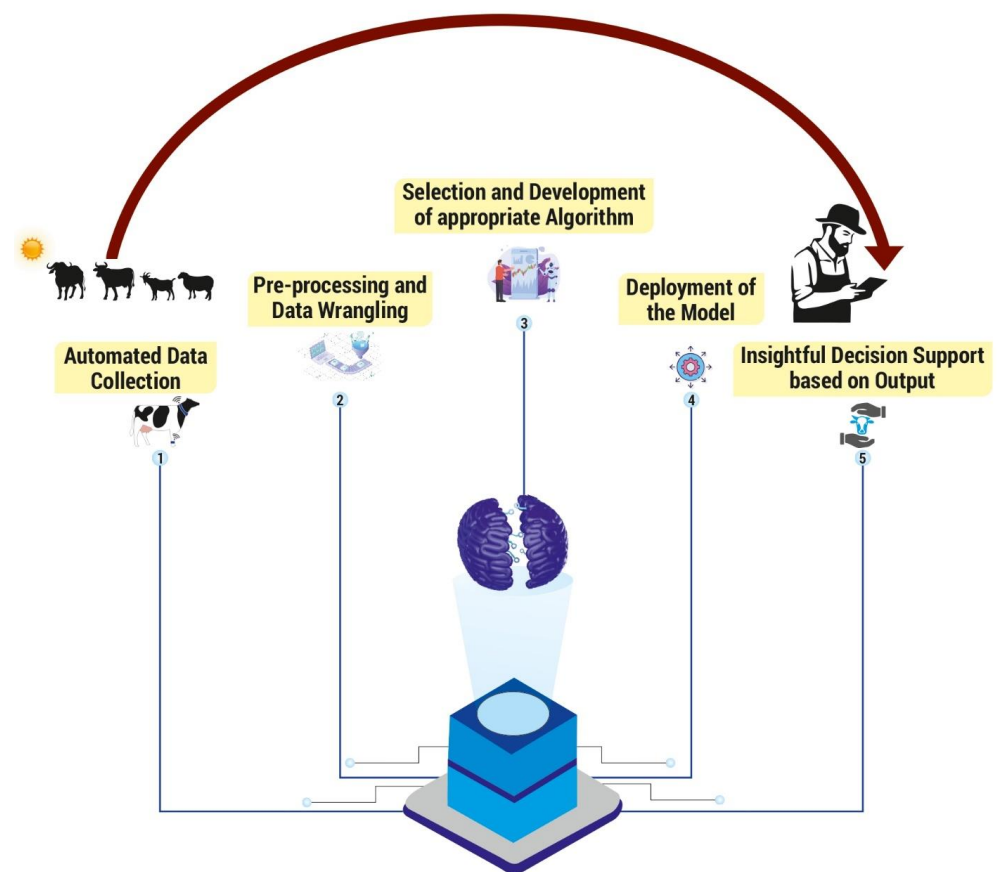 Automated Data
Collection
1
Pre-processing and
Data Wrangling
2
Selection and Development
of appropriate Algorithm
3
Deployment of
the Model
4
Insightful Decision Support
based on Output
5